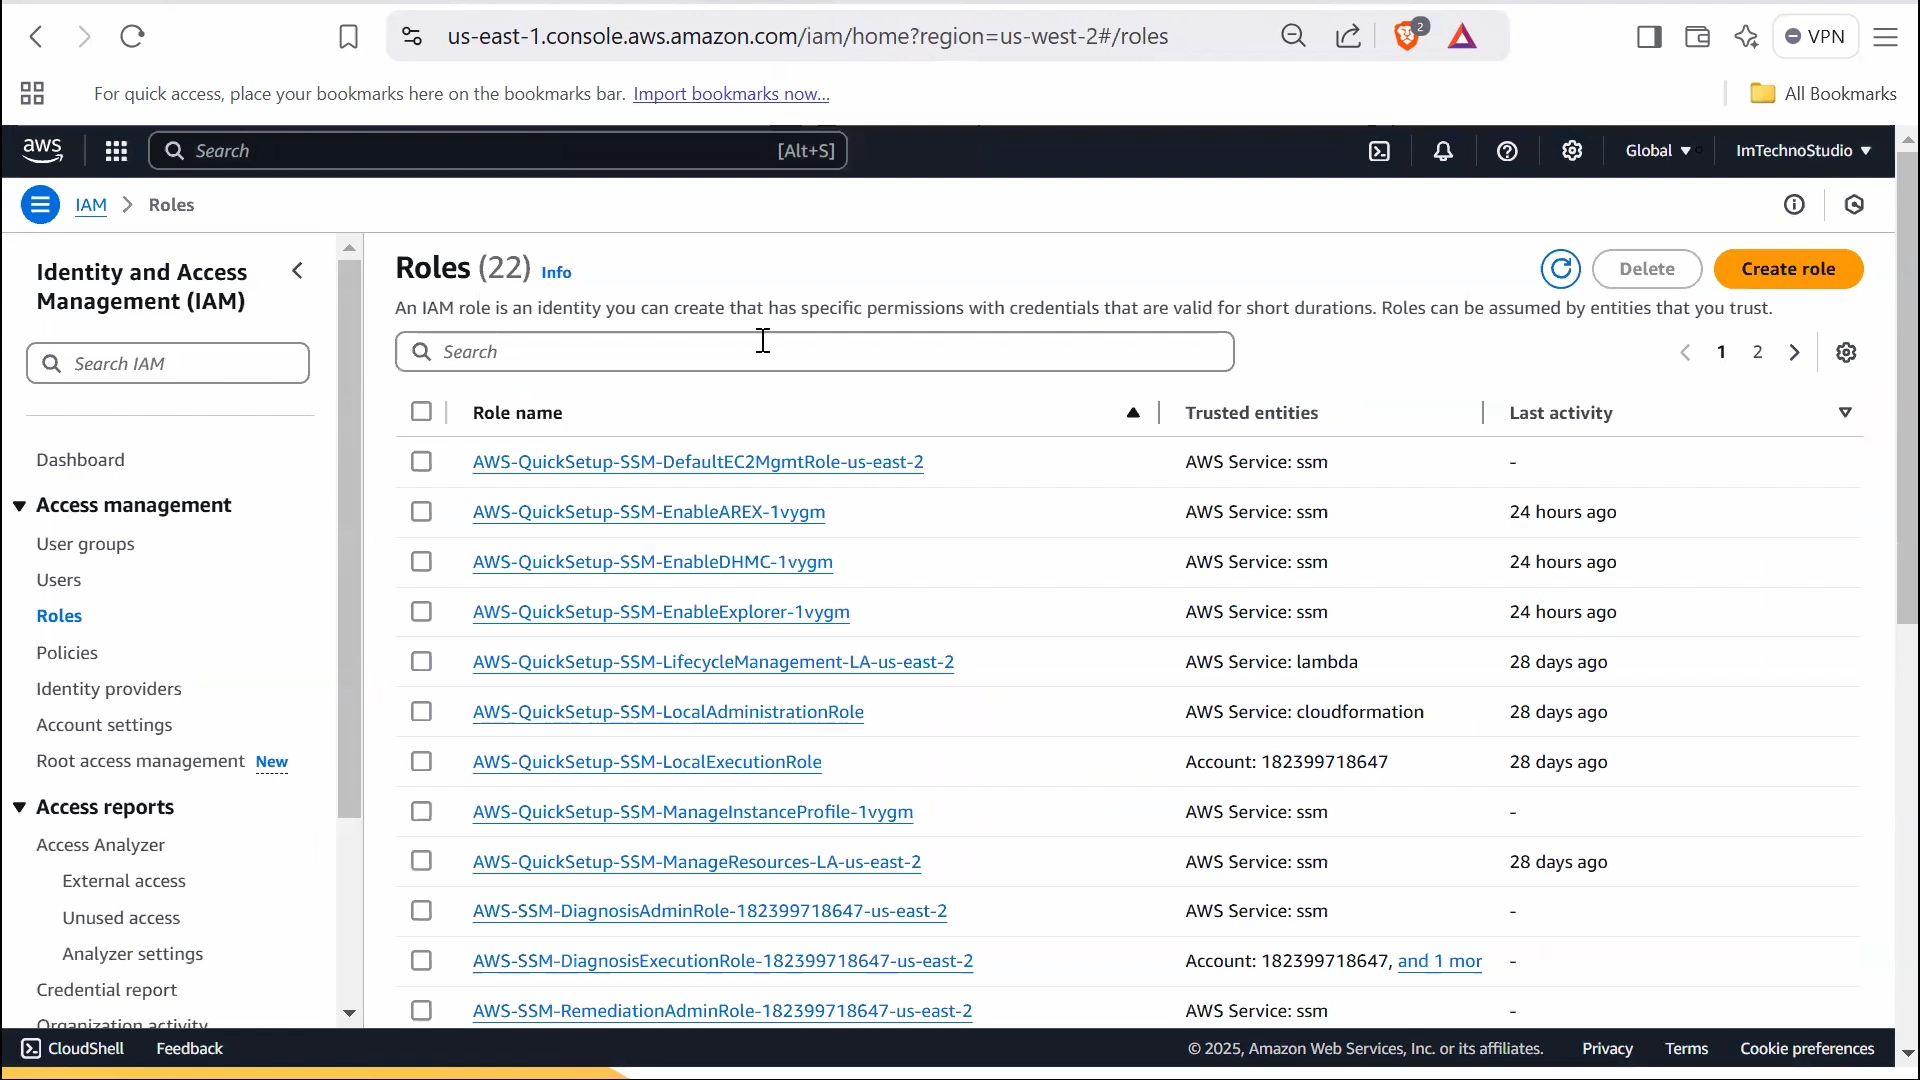 us-east-1.console.aws.amazon.com/iam/home?region=us-west-2#/roles
2
VPN
For quick access, place your bookmarks here on the bookmarks bar. Import bookmarks now...
All Bookmarks
aws
Search
[Alt+S]
Global
ImTechnoStudio
IAM
Roles
Identity and Access
Management (IAM)
Search IAM
Dashboard
Access management
User groups
Users
Roles
Policies
Identity providers
Account settings
Root access management New
Access reports
Access Analyzer
External access
Unused access
Analyzer settings
Credential report
Organization activity
Roles (22) Info
Delete
Create role
An IAM role is an identity you can create that has specific permissions with credentials that are valid for short durations. Roles can be assumed by entities that you trust.
Search
1 2
Role name Trusted entities Last activity
AWS-QuickSetup-SSM-DefaultEC2MgmtRole-us-east-2 AWS Service: ssm -
AWS-QuickSetup-SSM-EnableAREX-1vygm AWS Service: ssm 24 hours ago
AWS-QuickSetup-SSM-EnableDHMC-1vygm AWS Service: ssm 24 hours ago
AWS-QuickSetup-SSM-EnableExplorer-1vygm AWS Service: ssm 24 hours ago
AWS-QuickSetup-SSM-LifecycleManagement-LA-us-east-2 AWS Service: lambda 28 days ago
AWS-QuickSetup-SSM-LocalAdministrationRole AWS Service: cloudformation 28 days ago
AWS-QuickSetup-SSM-LocalExecutionRole Account: 182399718647 28 days ago
AWS-QuickSetup-SSM-ManageInstanceProfile-1vygm AWS Service: ssm -
AWS-QuickSetup-SSM-ManageResources-LA-us-east-2 AWS Service: ssm 28 days ago
AWS-SSM-DiagnosisAdminRole-182399718647-us-east-2 AWS Service: ssm -
AWS-SSM-DiagnosisExecutionRole-182399718647-us-east-2 Account: 182399718647, and 1 mor -
AWS-SSM-RemediationAdminRole-182399718647-us-east-2 AWS Service: ssm -
CloudShell
Feedback
© 2025, Amazon Web Services, Inc. or its affiliates.
Privacy
Terms
Cookie preferences